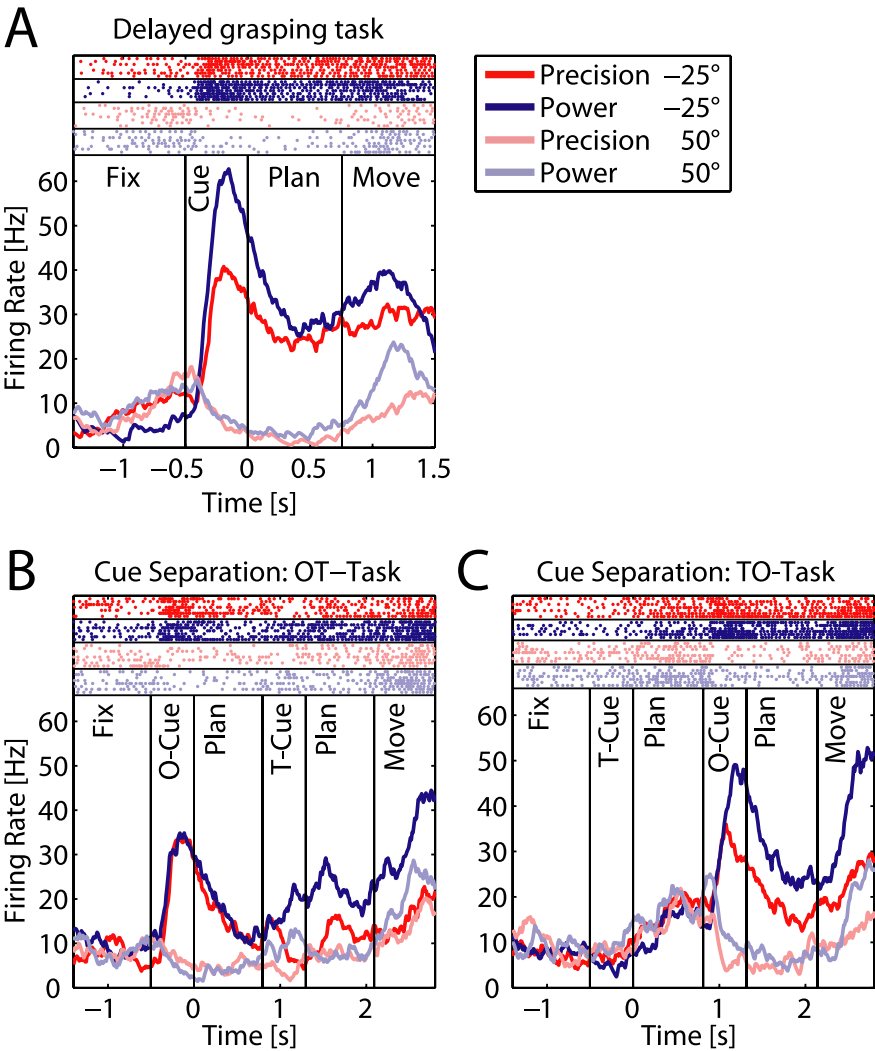 A
Delayed grasping task
Precision −25°
Power −25°
Precision 50°
Power 50°
Fix
Cue
Plan
Move
60
50
40
30
20
10
0
Firing Rate [Hz]
−1 −0.5 0 0.5 1 1.5
Time [s]
B
Cue Separation: OT−Task
Fix
O-Cue
Plan
T-Cue
Plan
Move
60
50
40
30
20
10
0
Firing Rate [Hz]
−1 0 1 2
Time [s]
C
Cue Separation: TO-Task
Fix
T-Cue
Plan
O-Cue
Plan
Move
60
50
40
30
20
10
0
−1 0 1 2
Time [s]